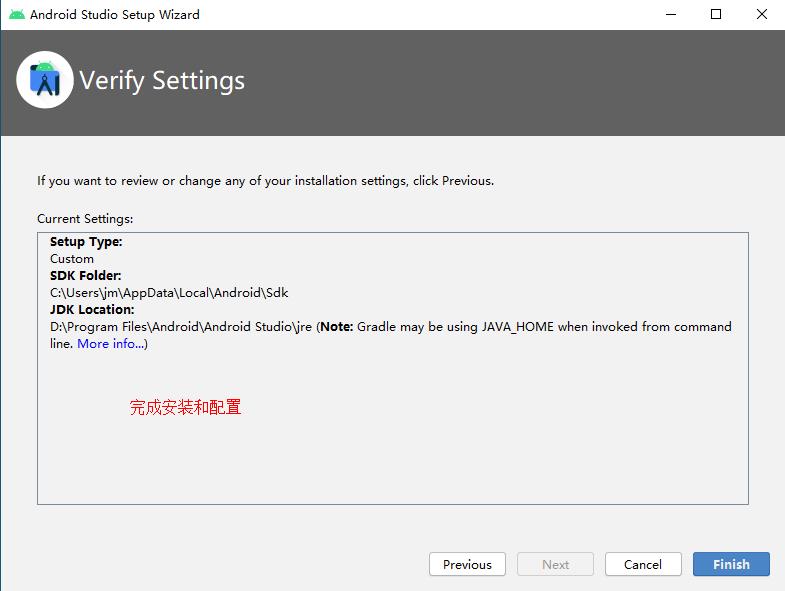 Android Studio Setup Wizard
Verify Settings
If you want to review or change any of your installation settings, click Previous.
Current Settings:
Setup Type:
Custom
SDK Folder:
C:\Users\jm\AppData\Local\Android\Sdk
JDK Location:
D:\Program Files\Android\Android Studio\jre (Note: Gradle may be using JAVA_HOME when invoked from command
line. More info...)
完成安装和配置
Previous
Next
Cancel
Finish